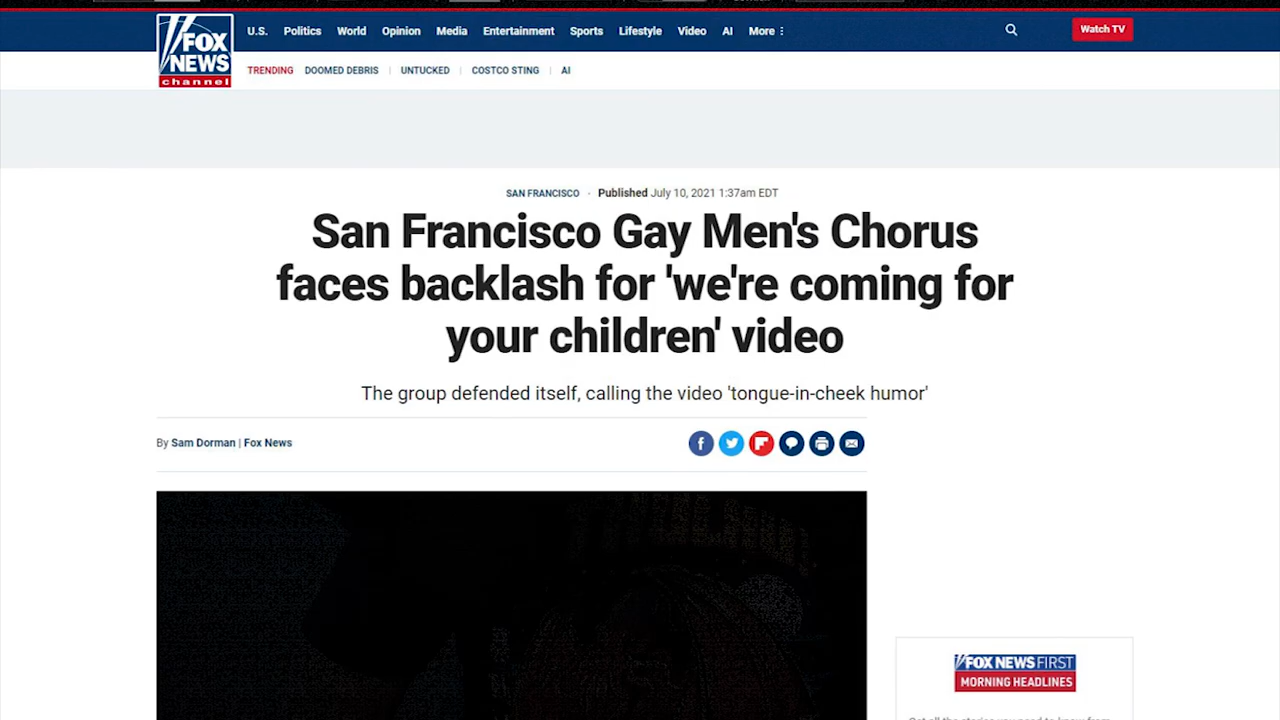 FOX
NEWS
channel
U.S. Politics World Opinion Media Entertainment Sports Lifestyle Video AI More
Watch TV
TRENDING DOOMED DEBRIS | UNTUCKED | COSTCO STING | AI
SAN FRANCISCO · Published July 10, 2021 1:37am EDT
San Francisco Gay Men's Chorus
faces backlash for 'we're coming for
your children' video
The group defended itself, calling the video 'tongue-in-cheek humor'
By Sam Dorman | Fox News
FOX NEWS FIRST
MORNING HEADLINES